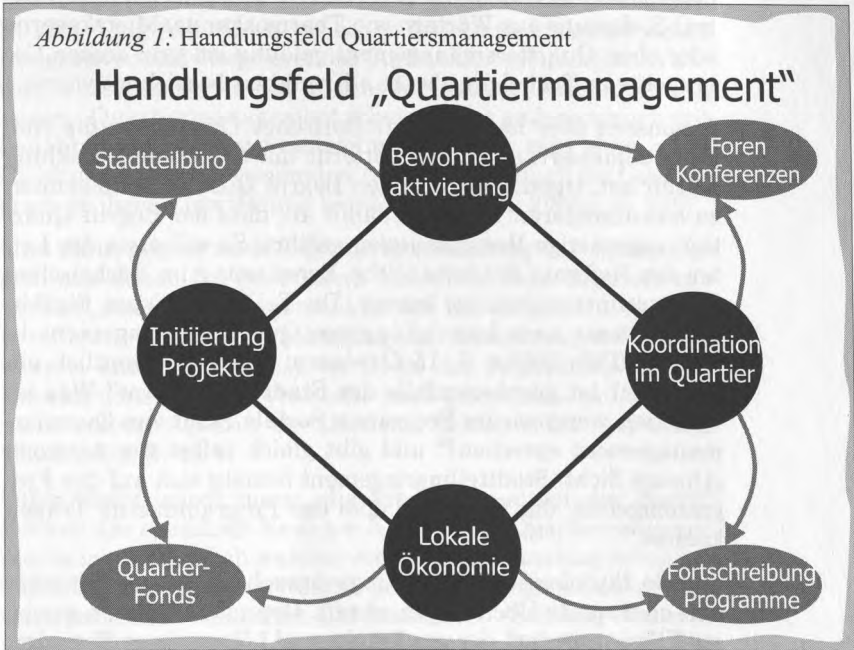 Abbildung 1: Handlungsfeld Quartiersmanagement
Handlungsfeld „Quartiermanagement“
Stadtteilbüro
Bewohner-
aktivierung
Foren
Konferenzen
Initiierung
Projekte
Koordination
im Quartier
Quartier-
Fonds
Lokale
Ökonomie
Fortschreibung
Programme